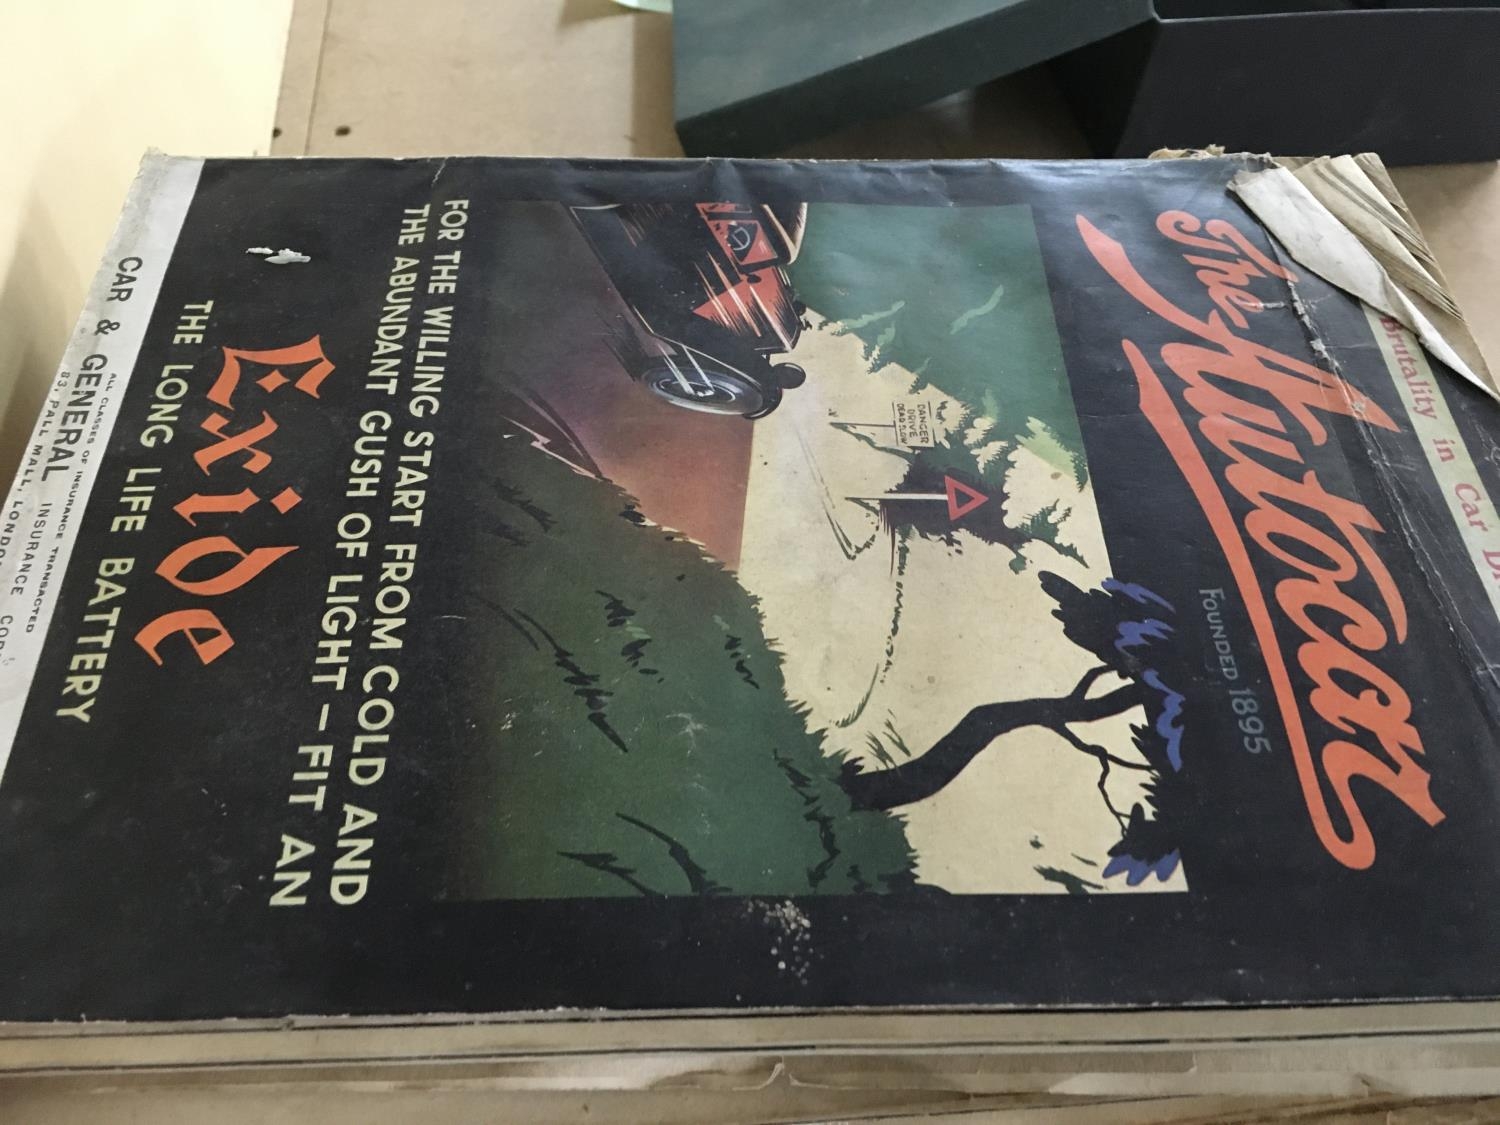 Brutality in Car
The Autocar
FOUNDED 1895
DANGER
DRIVE
DEAD SLOW
FOR THE WILLING START FROM COLD AND
THE ABUNDANT GUSH OF LIGHT – FIT AN
Exide
THE LONG LIFE BATTERY
CAR & GENERAL INSURANCE
ALL CLASSES OF INSURANCE TRANSACTED
83, PALL MALL,